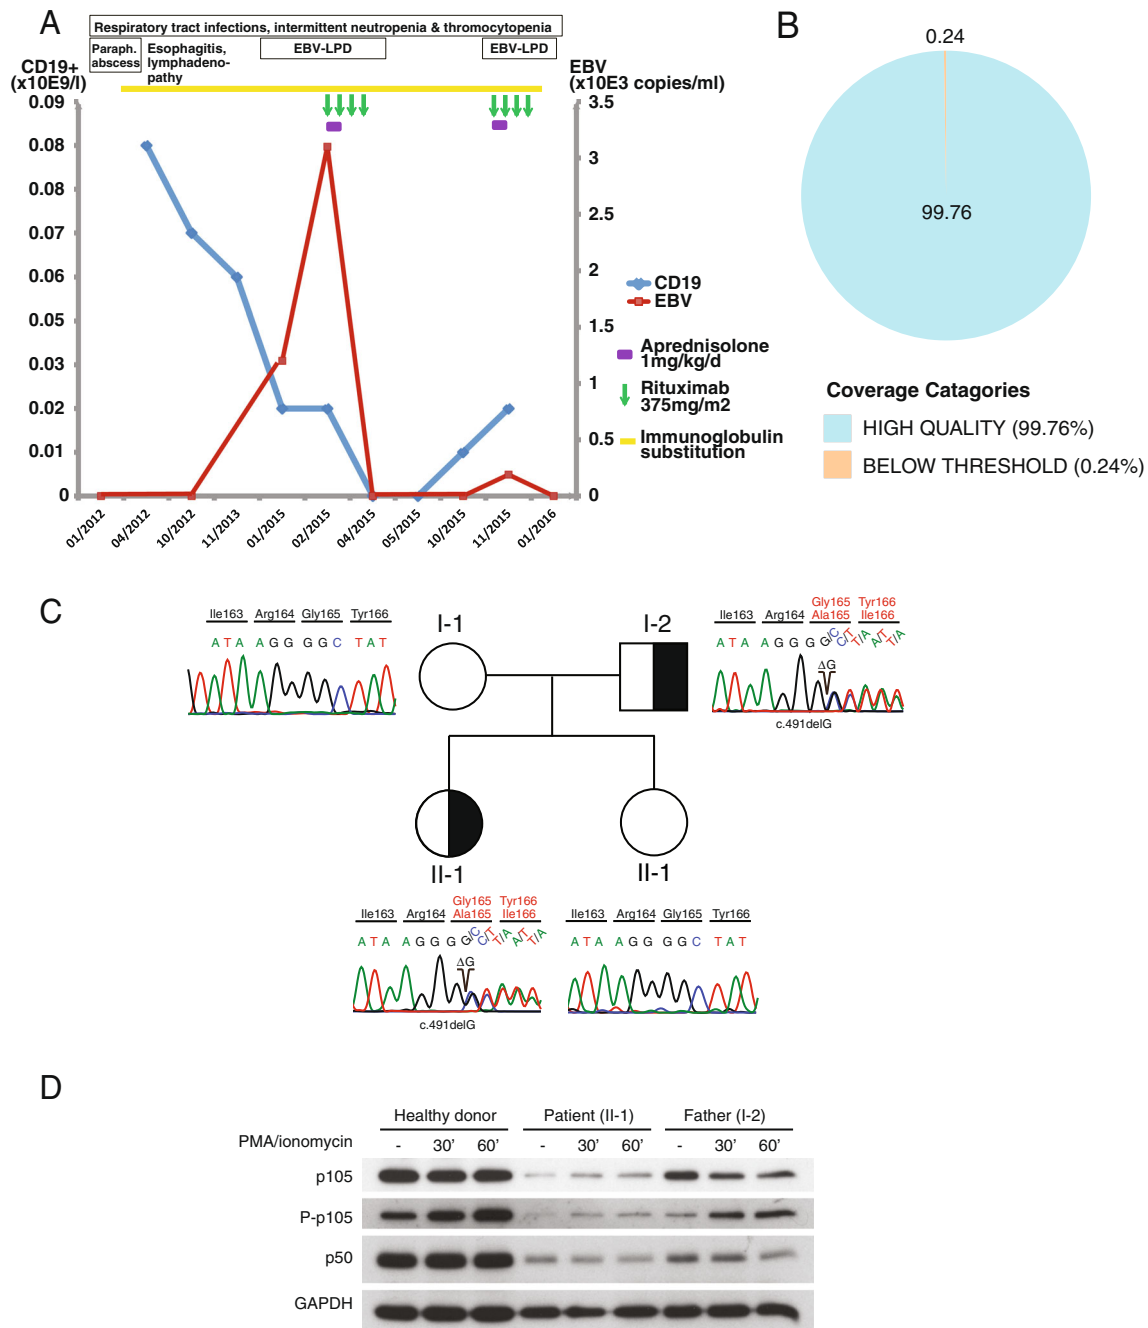 A
Respiratory tract infections, intermittent neutropenia & thromocytopenia
Paraph.
abscess
Esophagitis,
lymphadeno-
pathy
EBV-LPD
EBV-LPD
CD19+
(x10E9/l)
EBV
(x10E3 copies/ml)
0.09
0.08
0.08
0.07
0.06
0.05
0.03
0.02
0.01
0
3.5
3
2.5
2
1.5
1
0.5
0
01/2012
04/2012
10/2012
11/2013
01/2015
02/2015
04/2015
05/2015
10/2015
11/2015
01/2016
CD19
EBV
Aprednisolone
1mg/kg/d
Rituximab
375mg/m2
Immunoglobulin
substitution
B
0.24
99.76
Coverage Catagories
HIGH QUALITY (99.76%)
BELOW THRESHOLD (0.24%)
C
Ile163 Arg164 Gly165 Tyr166
A T A A G G G G C T A T
I-1
I-2
Gly165 Tyr166
Ile163 Arg164 Ala165 Ile166
A T A A G G G G/C C/T T/A A/T T/A
ΔG
c.491delG
II-1
II-1
Gly165 Tyr166
Ile163 Arg164 Ala165 Ile166
A T A A G G G G/C C/T T/A A/T T/A
ΔG
c.491delG
Ile163 Arg164 Gly165 Tyr166
A T A A G G G G C T A T
D
Healthy donor Patient (II-1) Father (I-2)
PMA/ionomycin - 30' 60' - 30' 60' - 30' 60'
p105
P-p105
p50
GAPDH